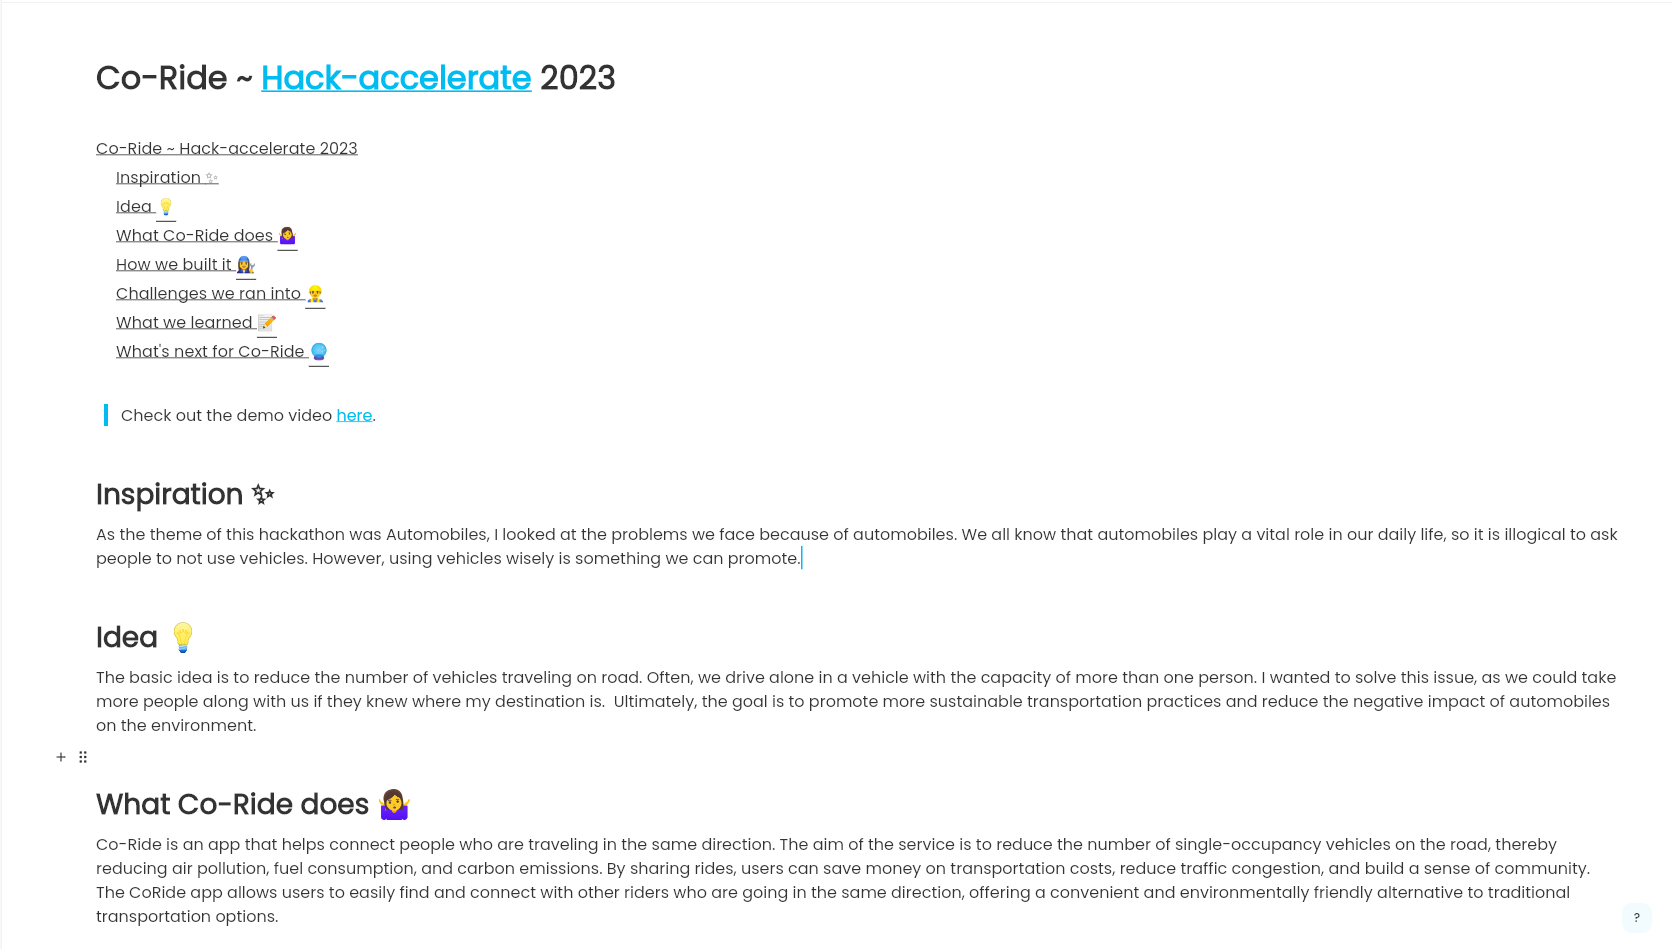 Co-Ride ~ Hack-accelerate 2023
Co-Ride ~ Hack-accelerate 2023
Inspiration ✨
Idea 💡
What Co-Ride does 🤷‍♀️
How we built it 👩‍🔧
Challenges we ran into 👷‍♂️
What we learned 📝
What's next for Co-Ride 🔮
Check out the demo video here.
Inspiration ✨
As the theme of this hackathon was Automobiles, I looked at the problems we face because of automobiles. We all know that automobiles play a vital role in our daily life, so it is illogical to ask
people to not use vehicles. However, using vehicles wisely is something we can promote.
Idea 💡
The basic idea is to reduce the number of vehicles traveling on road. Often, we drive alone in a vehicle with the capacity of more than one person. I wanted to solve this issue, as we could take
more people along with us if they knew where my destination is.  Ultimately, the goal is to promote more sustainable transportation practices and reduce the negative impact of automobiles
on the environment.
What Co-Ride does 🤷‍♀️
Co-Ride is an app that helps connect people who are traveling in the same direction. The aim of the service is to reduce the number of single-occupancy vehicles on the road, thereby
reducing air pollution, fuel consumption, and carbon emissions. By sharing rides, users can save money on transportation costs, reduce traffic congestion, and build a sense of community.
The CoRide app allows users to easily find and connect with other riders who are going in the same direction, offering a convenient and environmentally friendly alternative to traditional
transportation options.
?